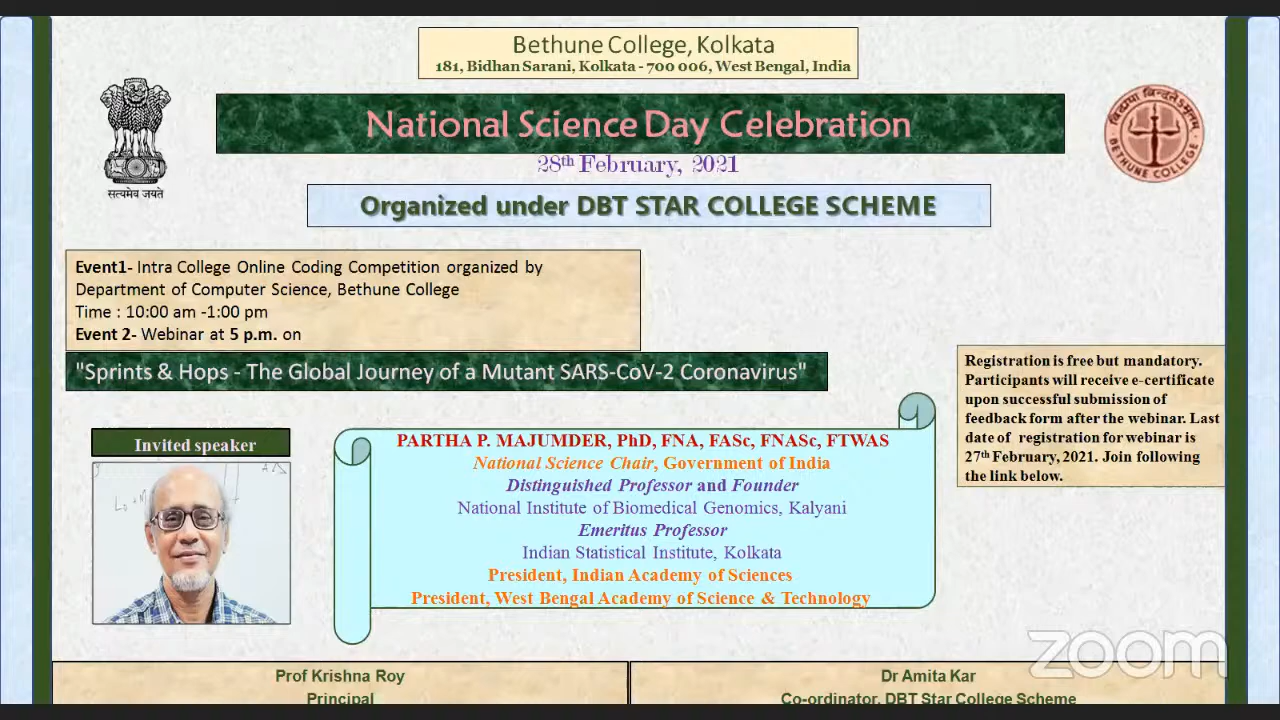 Bethune College, Kolkata
181, Bidhan Sarani, Kolkata - 700 006, West Bengal, India
National Science Day Celebration
28th February, 2021
Organized under DBT STAR COLLEGE SCHEME
सत्यमेव जयते
BETHUNE COLLEGE
Event1- Intra College Online Coding Competition organized by
Department of Computer Science, Bethune College
Time : 10:00 am -1:00 pm
Event 2- Webinar at 5 p.m. on
"Sprints & Hops - The Global Journey of a Mutant SARS-CoV-2 Coronavirus"
Registration is free but mandatory.
Participants will receive e-certificate
upon successful submission of
feedback form after the webinar. Last
date of registration for webinar is
27th February, 2021. Join following
the link below.
Invited speaker
PARTHA P. MAJUMDER, PhD, FNA, FASc, FNASc, FTWAS
National Science Chair, Government of India
Distinguished Professor and Founder
National Institute of Biomedical Genomics, Kalyani
Emeritus Professor
Indian Statistical Institute, Kolkata
President, Indian Academy of Sciences
President, West Bengal Academy of Science & Technology
zoom
Prof Krishna Roy
Principal
Dr Amita Kar
Co-ordinator, DBT Star College Scheme